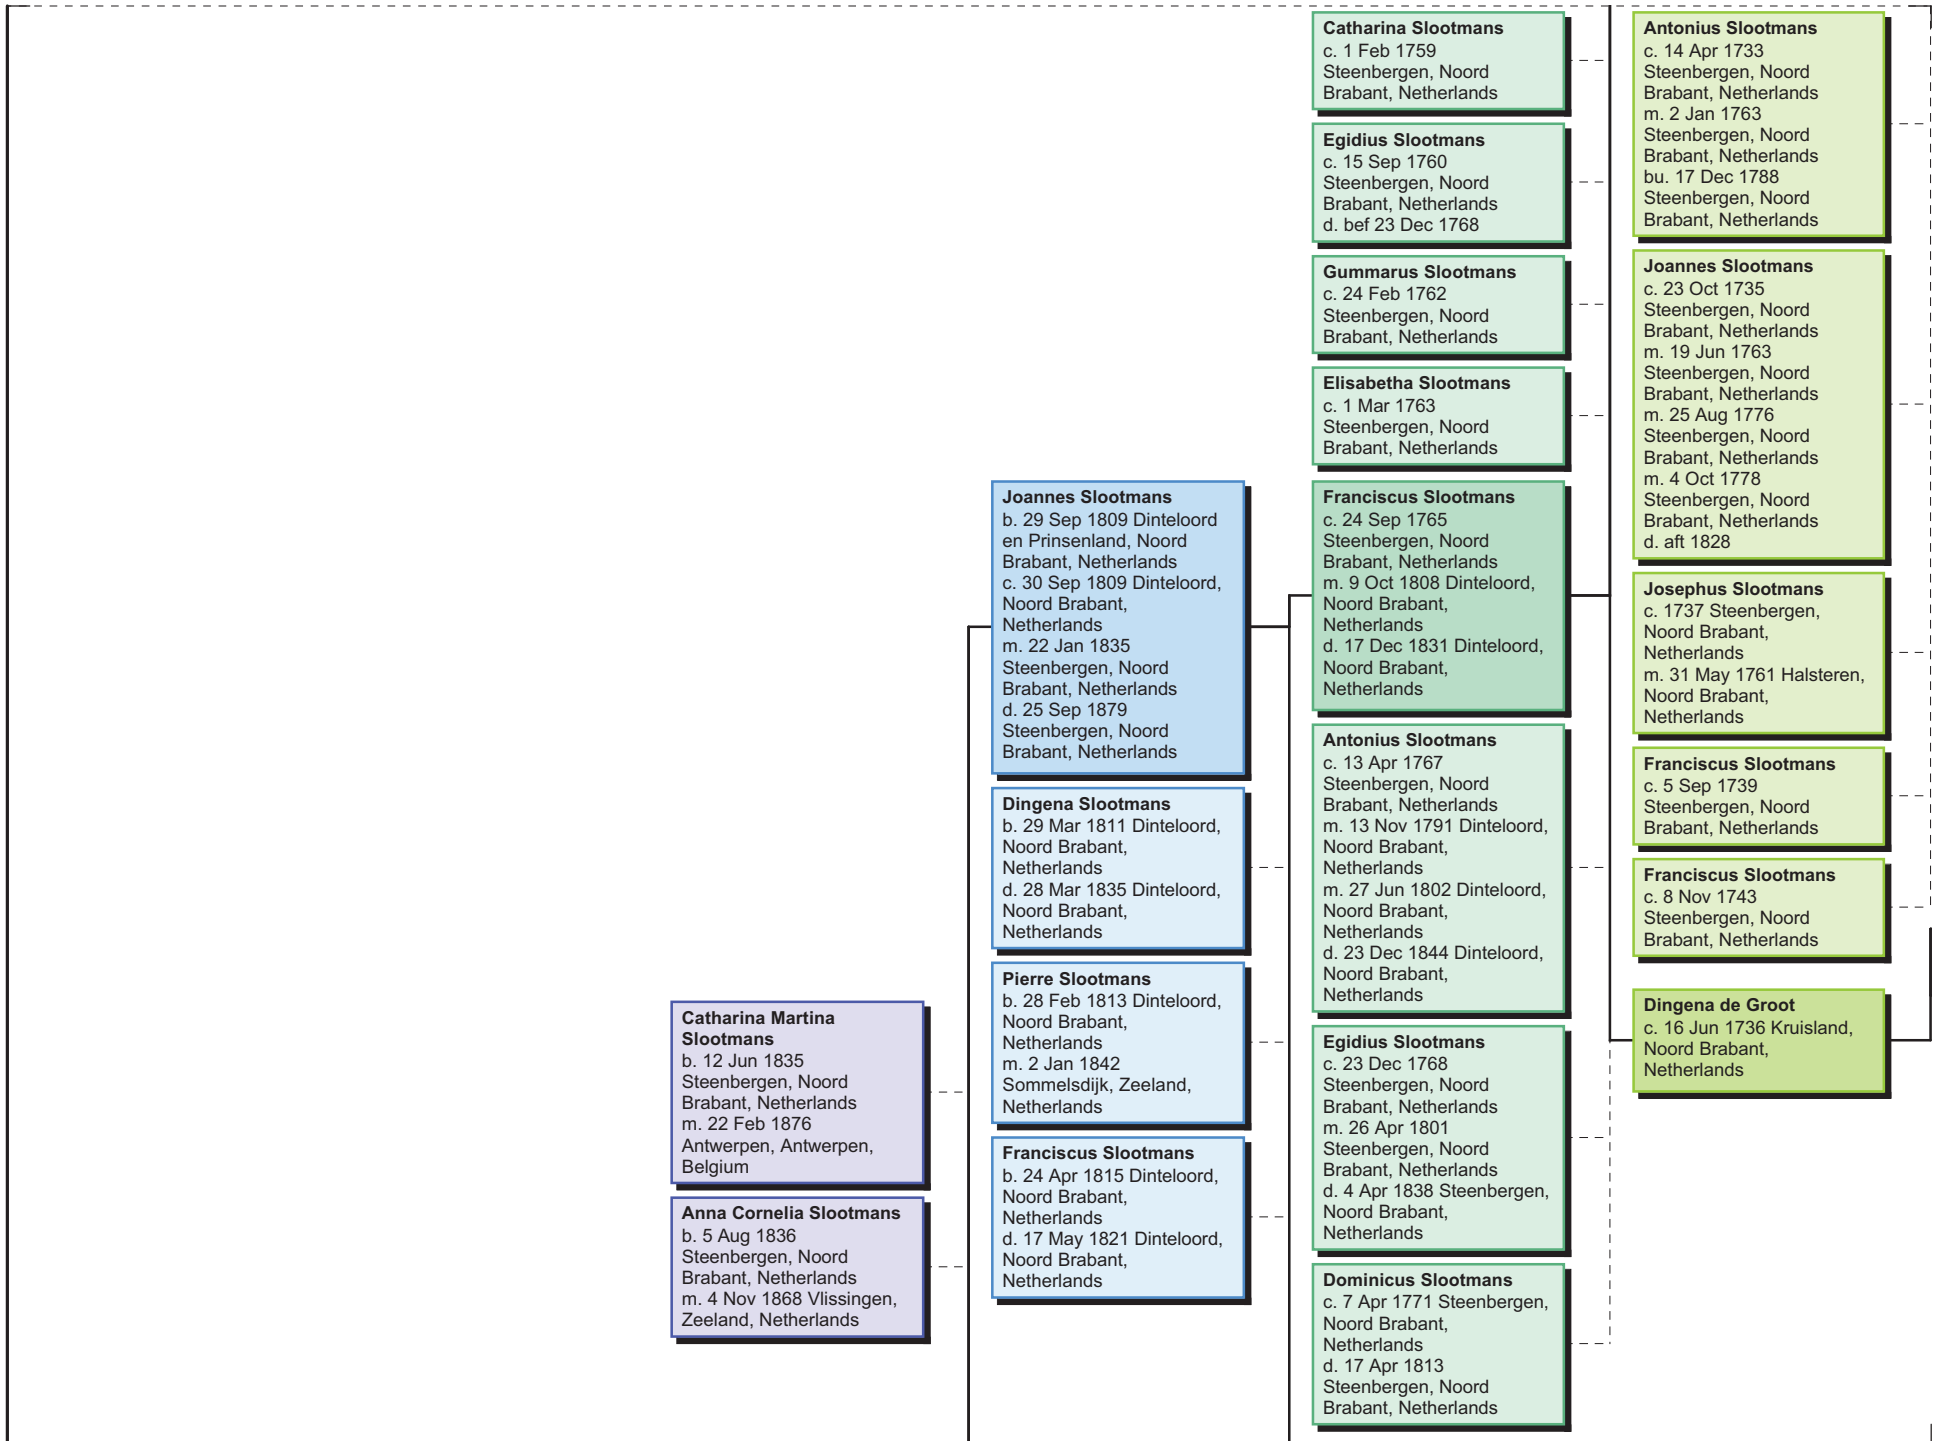 Catharina Slootmans
c. 1 Feb 1759
Steenbergen, Noord
Brabant, Netherlands
Egidius Slootmans
c. 15 Sep 1760
Steenbergen, Noord
Brabant, Netherlands
d. bef 23 Dec 1768
Gummarus Slootmans
c. 24 Feb 1762
Steenbergen, Noord
Brabant, Netherlands
Elisabetha Slootmans
c. 1 Mar 1763
Steenbergen, Noord
Brabant, Netherlands
Franciscus Slootmans
c. 24 Sep 1765
Steenbergen, Noord
Brabant, Netherlands
m. 9 Oct 1808 Dinteloord,
Noord Brabant,
Netherlands
d. 17 Dec 1831 Dinteloord,
Noord Brabant,
Netherlands
Antonius Slootmans
c. 13 Apr 1767
Steenbergen, Noord
Brabant, Netherlands
m. 13 Nov 1791 Dinteloord,
Noord Brabant,
Netherlands
m. 27 Jun 1802 Dinteloord,
Noord Brabant,
Netherlands
d. 23 Dec 1844 Dinteloord,
Noord Brabant,
Netherlands
Egidius Slootmans
c. 23 Dec 1768
Steenbergen, Noord
Brabant, Netherlands
m. 26 Apr 1801
Steenbergen, Noord
Brabant, Netherlands
d. 4 Apr 1838 Steenbergen,
Noord Brabant,
Netherlands
Dominicus Slootmans
c. 7 Apr 1771 Steenbergen,
Noord Brabant,
Netherlands
d. 17 Apr 1813
Steenbergen, Noord
Brabant, Netherlands
Antonius Slootmans
c. 14 Apr 1733
Steenbergen, Noord
Brabant, Netherlands
m. 2 Jan 1763
Steenbergen, Noord
Brabant, Netherlands
bu. 17 Dec 1788
Steenbergen, Noord
Brabant, Netherlands
Joannes Slootmans
c. 23 Oct 1735
Steenbergen, Noord
Brabant, Netherlands
m. 19 Jun 1763
Steenbergen, Noord
Brabant, Netherlands
m. 25 Aug 1776
Steenbergen, Noord
Brabant, Netherlands
m. 4 Oct 1778
Steenbergen, Noord
Brabant, Netherlands
d. aft 1828
Josephus Slootmans
c. 1737 Steenbergen,
Noord Brabant,
Netherlands
m. 31 May 1761 Halsteren,
Noord Brabant,
Netherlands
Franciscus Slootmans
c. 5 Sep 1739
Steenbergen, Noord
Brabant, Netherlands
Franciscus Slootmans
c. 8 Nov 1743
Steenbergen, Noord
Brabant, Netherlands
Dingena de Groot
c. 16 Jun 1736 Kruisland,
Noord Brabant,
Netherlands
Joannes Slootmans
b. 29 Sep 1809 Dinteloord
en Prinsenland, Noord
Brabant, Netherlands
c. 30 Sep 1809 Dinteloord,
Noord Brabant,
Netherlands
m. 22 Jan 1835
Steenbergen, Noord
Brabant, Netherlands
d. 25 Sep 1879
Steenbergen, Noord
Brabant, Netherlands
Dingena Slootmans
b. 29 Mar 1811 Dinteloord,
Noord Brabant,
Netherlands
d. 28 Mar 1835 Dinteloord,
Noord Brabant,
Netherlands
Pierre Slootmans
b. 28 Feb 1813 Dinteloord,
Noord Brabant,
Netherlands
m. 2 Jan 1842
Sommelsdijk, Zeeland,
Netherlands
Franciscus Slootmans
b. 24 Apr 1815 Dinteloord,
Noord Brabant,
Netherlands
d. 17 May 1821 Dinteloord,
Noord Brabant,
Netherlands
Catharina Martina
Slootmans
b. 12 Jun 1835
Steenbergen, Noord
Brabant, Netherlands
m. 22 Feb 1876
Antwerpen, Antwerpen,
Belgium
Anna Cornelia Slootmans
b. 5 Aug 1836
Steenbergen, Noord
Brabant, Netherlands
m. 4 Nov 1868 Vlissingen,
Zeeland, Netherlands